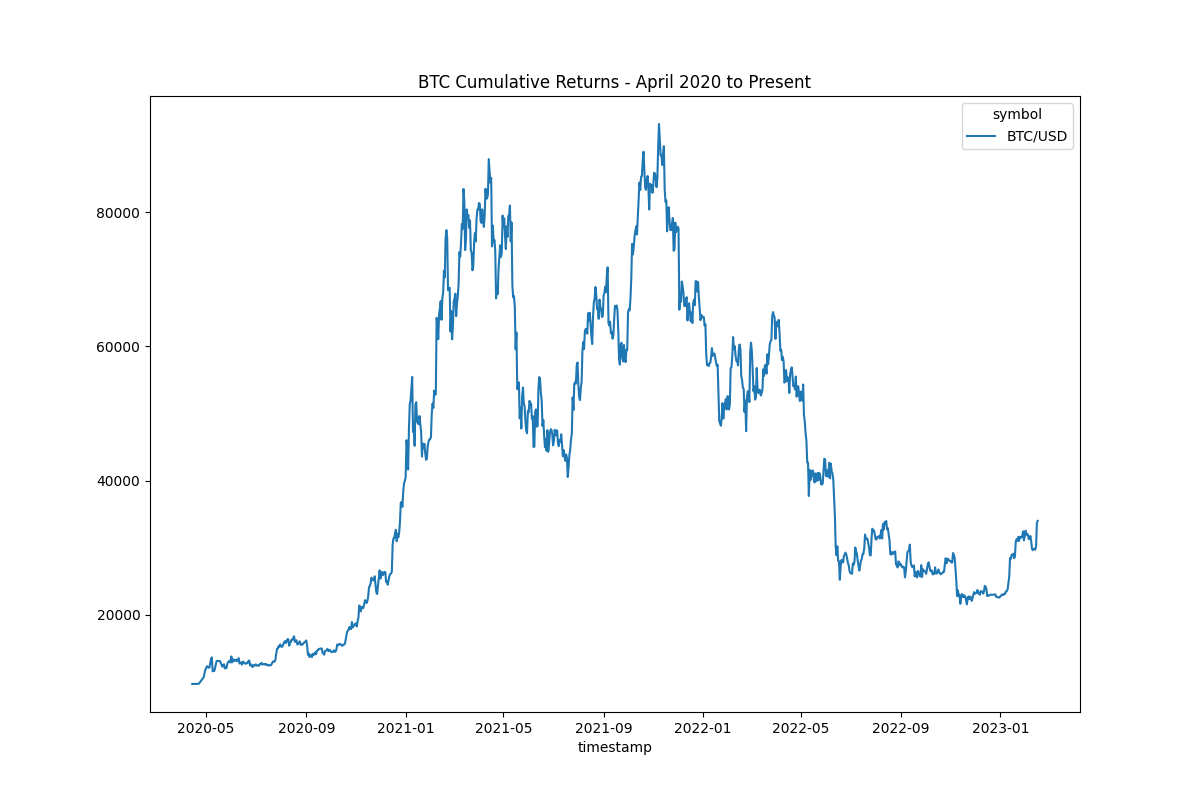 BTC Cumulative Returns - April 2020 to Present
symbol
BTC/USD
80000
60000
40000
20000
2020-05 2020-09 2021-01 2021-05 2021-09 2022-01 2022-05 2022-09 2023-01
timestamp